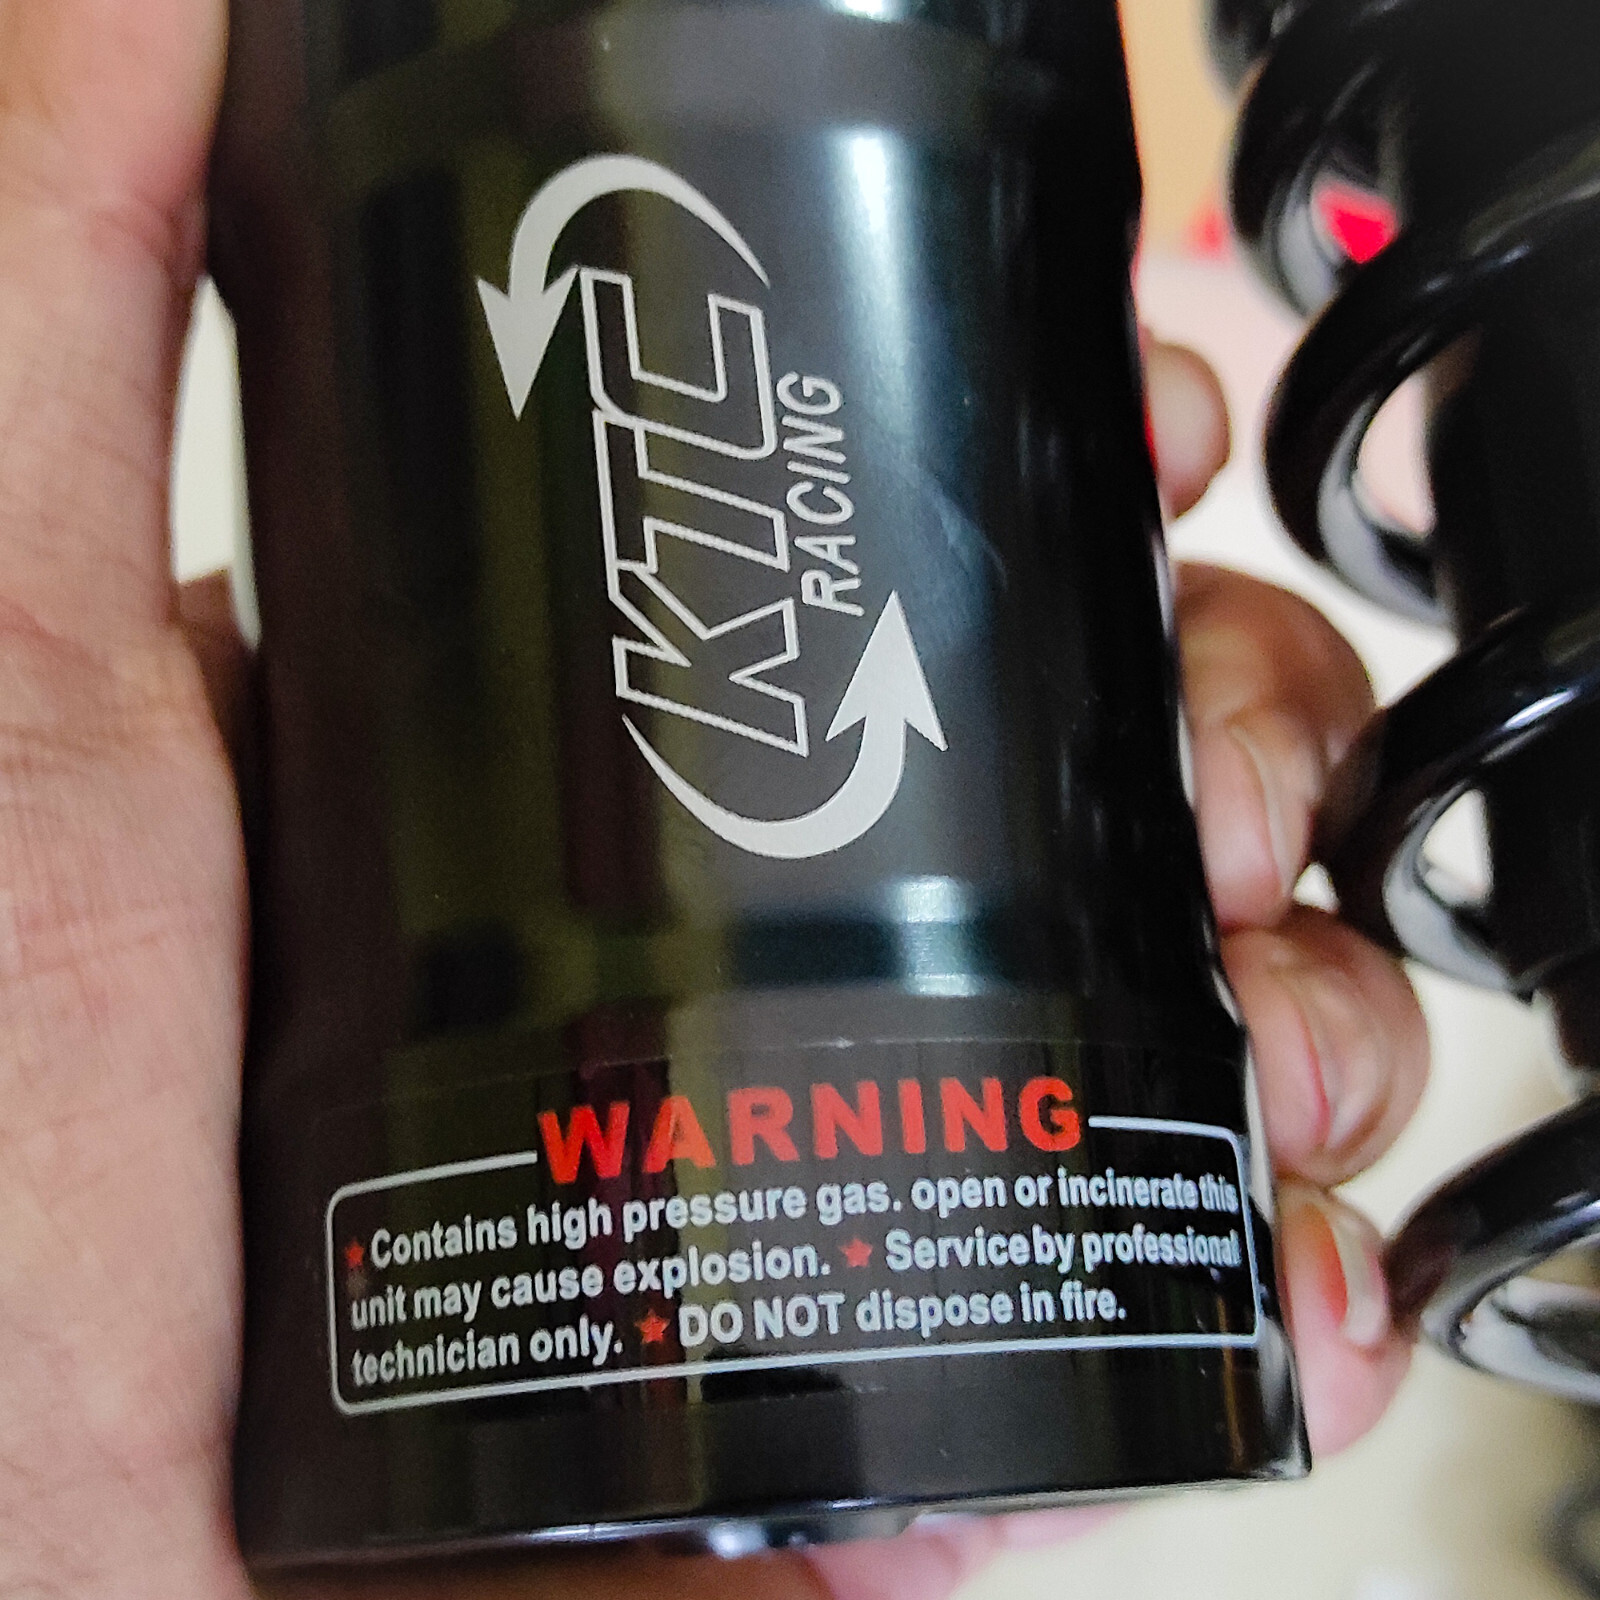 KTC
RACING
WARNING
★Contains high pressure gas. open or incinerate this
unit may cause explosion. ★ Service by professional
technician only. ★DO NOT dispose in fire.